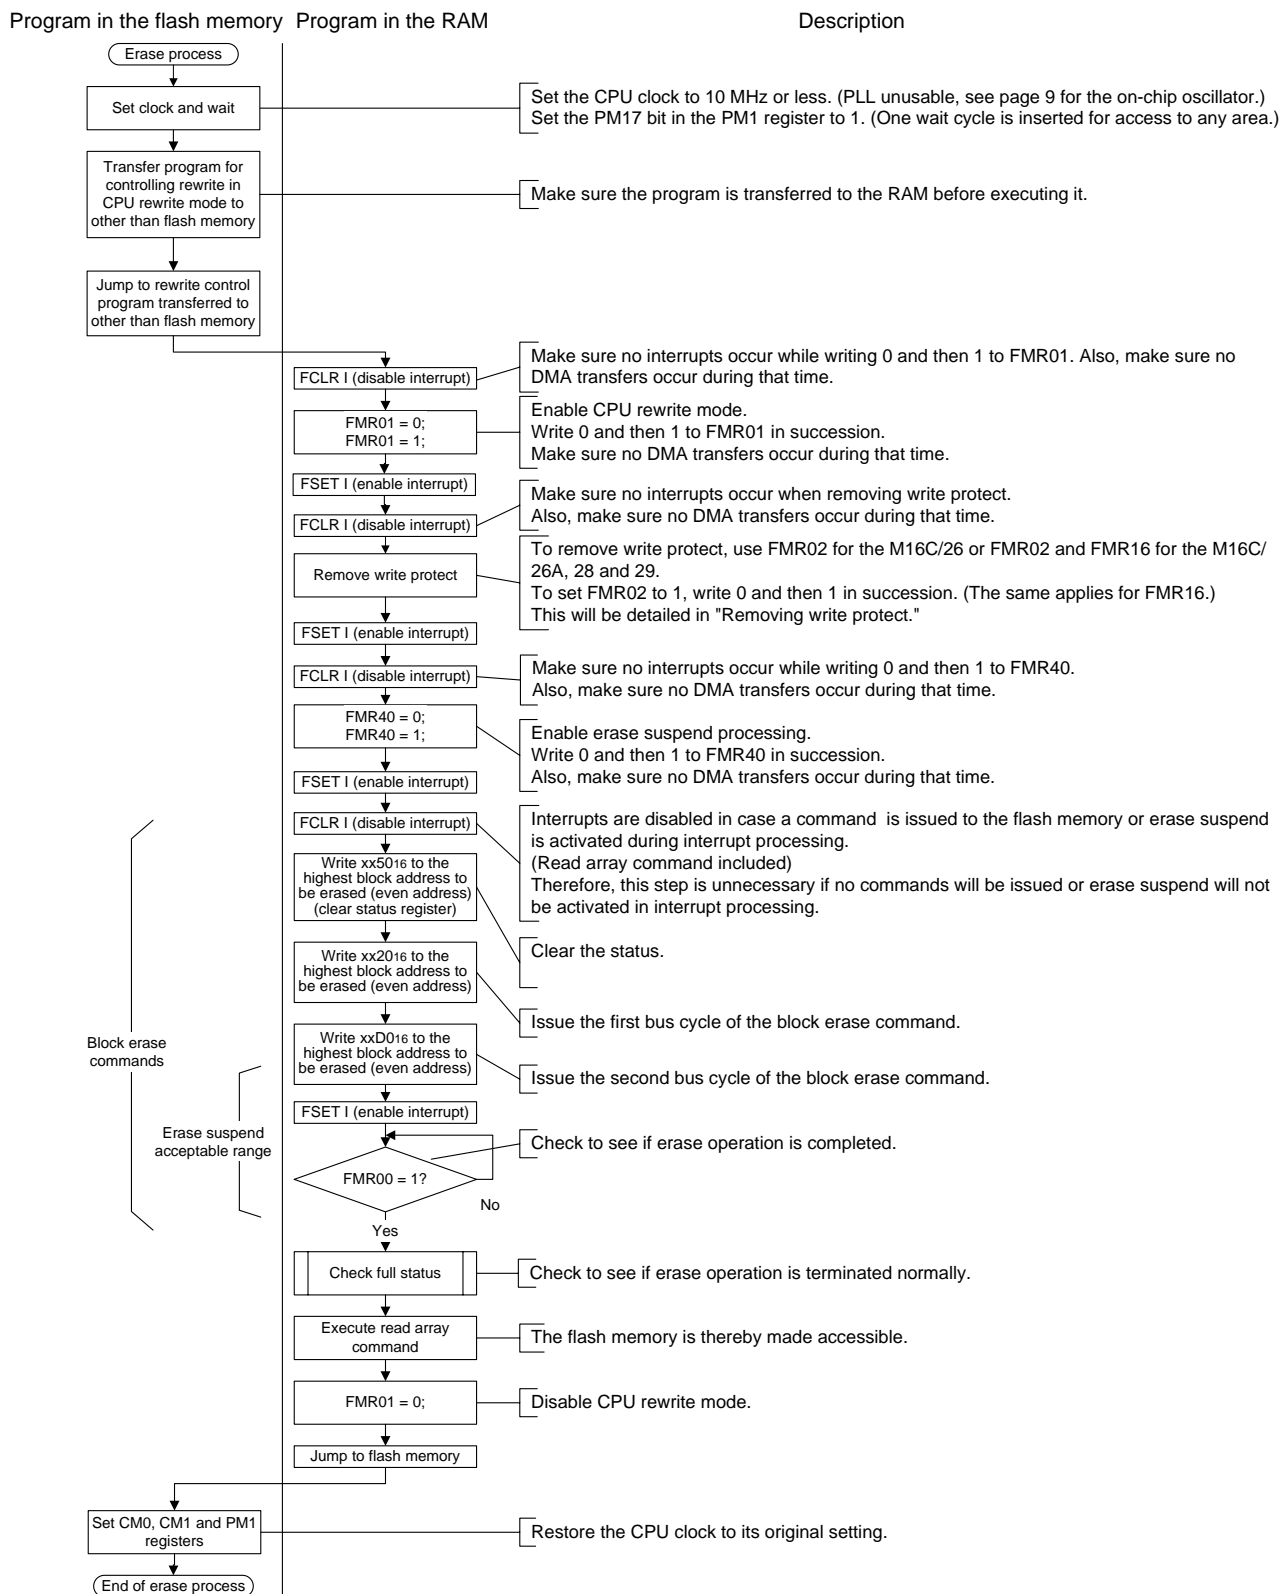 Program in the flash memory
Program in the RAM
Description
Erase process
Set clock and wait
Set the CPU clock to 10 MHz or less. (PLL unusable, see page 9 for the on-chip oscillator.)
Set the PM17 bit in the PM1 register to 1. (One wait cycle is inserted for access to any area.)
Transfer program for
controlling rewrite in
CPU rewrite mode to
other than flash memory
Make sure the program is transferred to the RAM before executing it.
Jump to rewrite control
program transferred to
other than flash memory
FCLR I (disable interrupt)
Make sure no interrupts occur while writing 0 and then 1 to FMR01. Also, make sure no
DMA transfers occur during that time.
FMR01 = 0;
FMR01 = 1;
Enable CPU rewrite mode.
Write 0 and then 1 to FMR01 in succession.
Make sure no DMA transfers occur during that time.
FSET I (enable interrupt)
FCLR I (disable interrupt)
Make sure no interrupts occur when removing write protect.
Also, make sure no DMA transfers occur during that time.
Remove write protect
To remove write protect, use FMR02 for the M16C/26 or FMR02 and FMR16 for the M16C/
26A, 28 and 29.
To set FMR02 to 1, write 0 and then 1 in succession. (The same applies for FMR16.)
This will be detailed in "Removing write protect."
FSET I (enable interrupt)
FCLR I (disable interrupt)
Make sure no interrupts occur while writing 0 and then 1 to FMR40.
Also, make sure no DMA transfers occur during that time.
FMR40 = 0;
FMR40 = 1;
Enable erase suspend processing.
Write 0 and then 1 to FMR40 in succession.
Also, make sure no DMA transfers occur during that time.
FSET I (enable interrupt)
FCLR I (disable interrupt)
Interrupts are disabled in case a command is issued to the flash memory or erase suspend
is activated during interrupt processing.
(Read array command included)
Therefore, this step is unnecessary if no commands will be issued or erase suspend will not
be activated in interrupt processing.
Write xx5016 to the
highest block address to
be erased (even address)
(clear status register)
Clear the status.
Write xx2016 to the
highest block address to
be erased (even address)
Issue the first bus cycle of the block erase command.
Block erase
commands
Write xxD016 to the
highest block address to
be erased (even address)
Issue the second bus cycle of the block erase command.
FSET I (enable interrupt)
Erase suspend
acceptable range
Check to see if erase operation is completed.
FMR00 = 1?
No
Yes
Check full status
Check to see if erase operation is terminated normally.
Execute read array
command
The flash memory is thereby made accessible.
FMR01 = 0;
Disable CPU rewrite mode.
Jump to flash memory
Set CM0, CM1 and PM1
registers
Restore the CPU clock to its original setting.
End of erase process